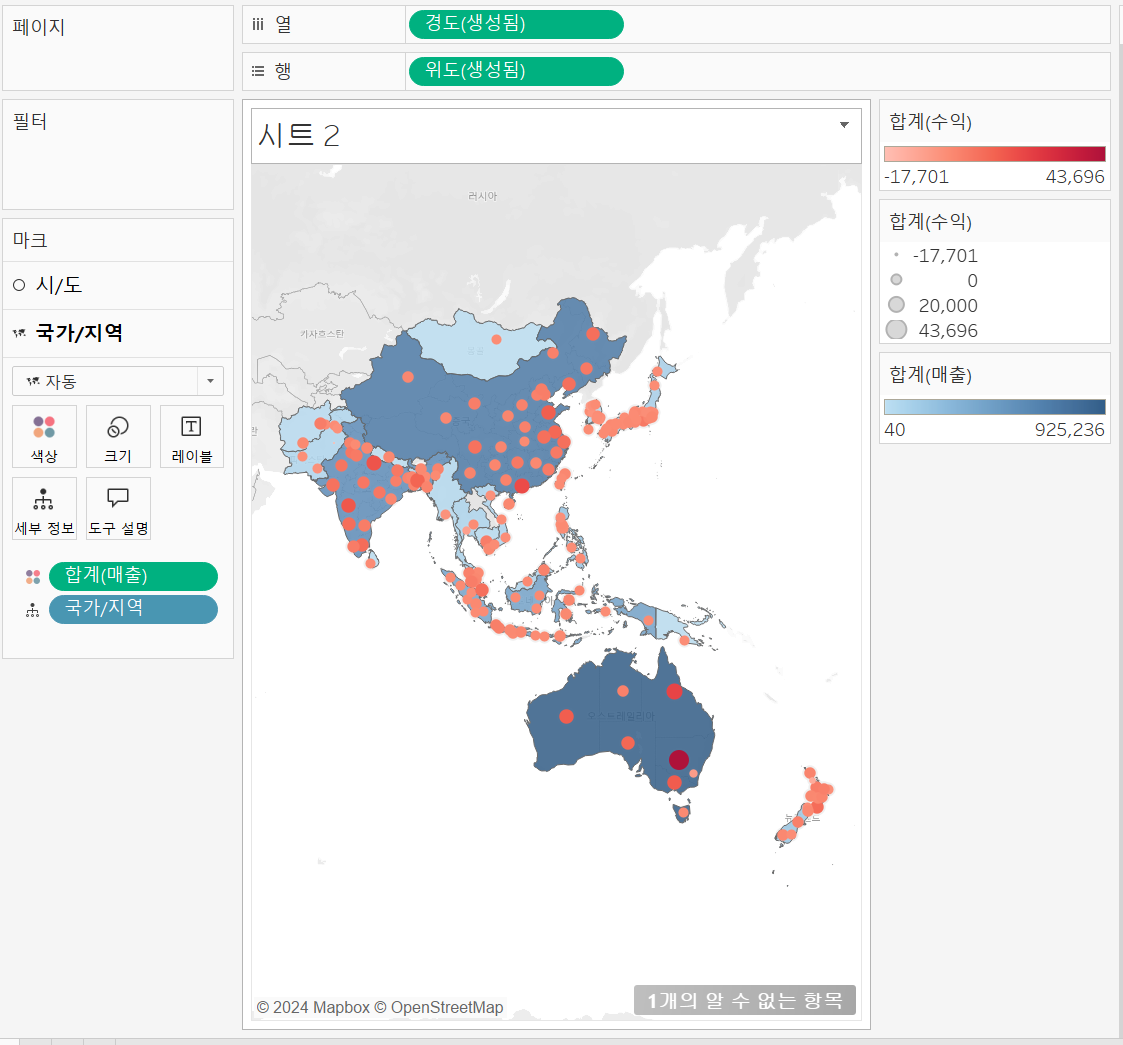 페이지
iii 열
경도(생성됨)
행
위도(생성됨)
필터
마크
시/도
국가/지역
자동
색상
크기
레이블
세부 정보
도구 설명
합계(매출)
국가/지역
시트 2
러시아
카자흐스탄
오스트레일리아
© 2024 Mapbox © OpenStreetMap
1개의 알 수 없는 항목
합계(수익)
-17,701
43,696
합계(수익)
-17,701
0
20,000
43,696
합계(매출)
40
925,236